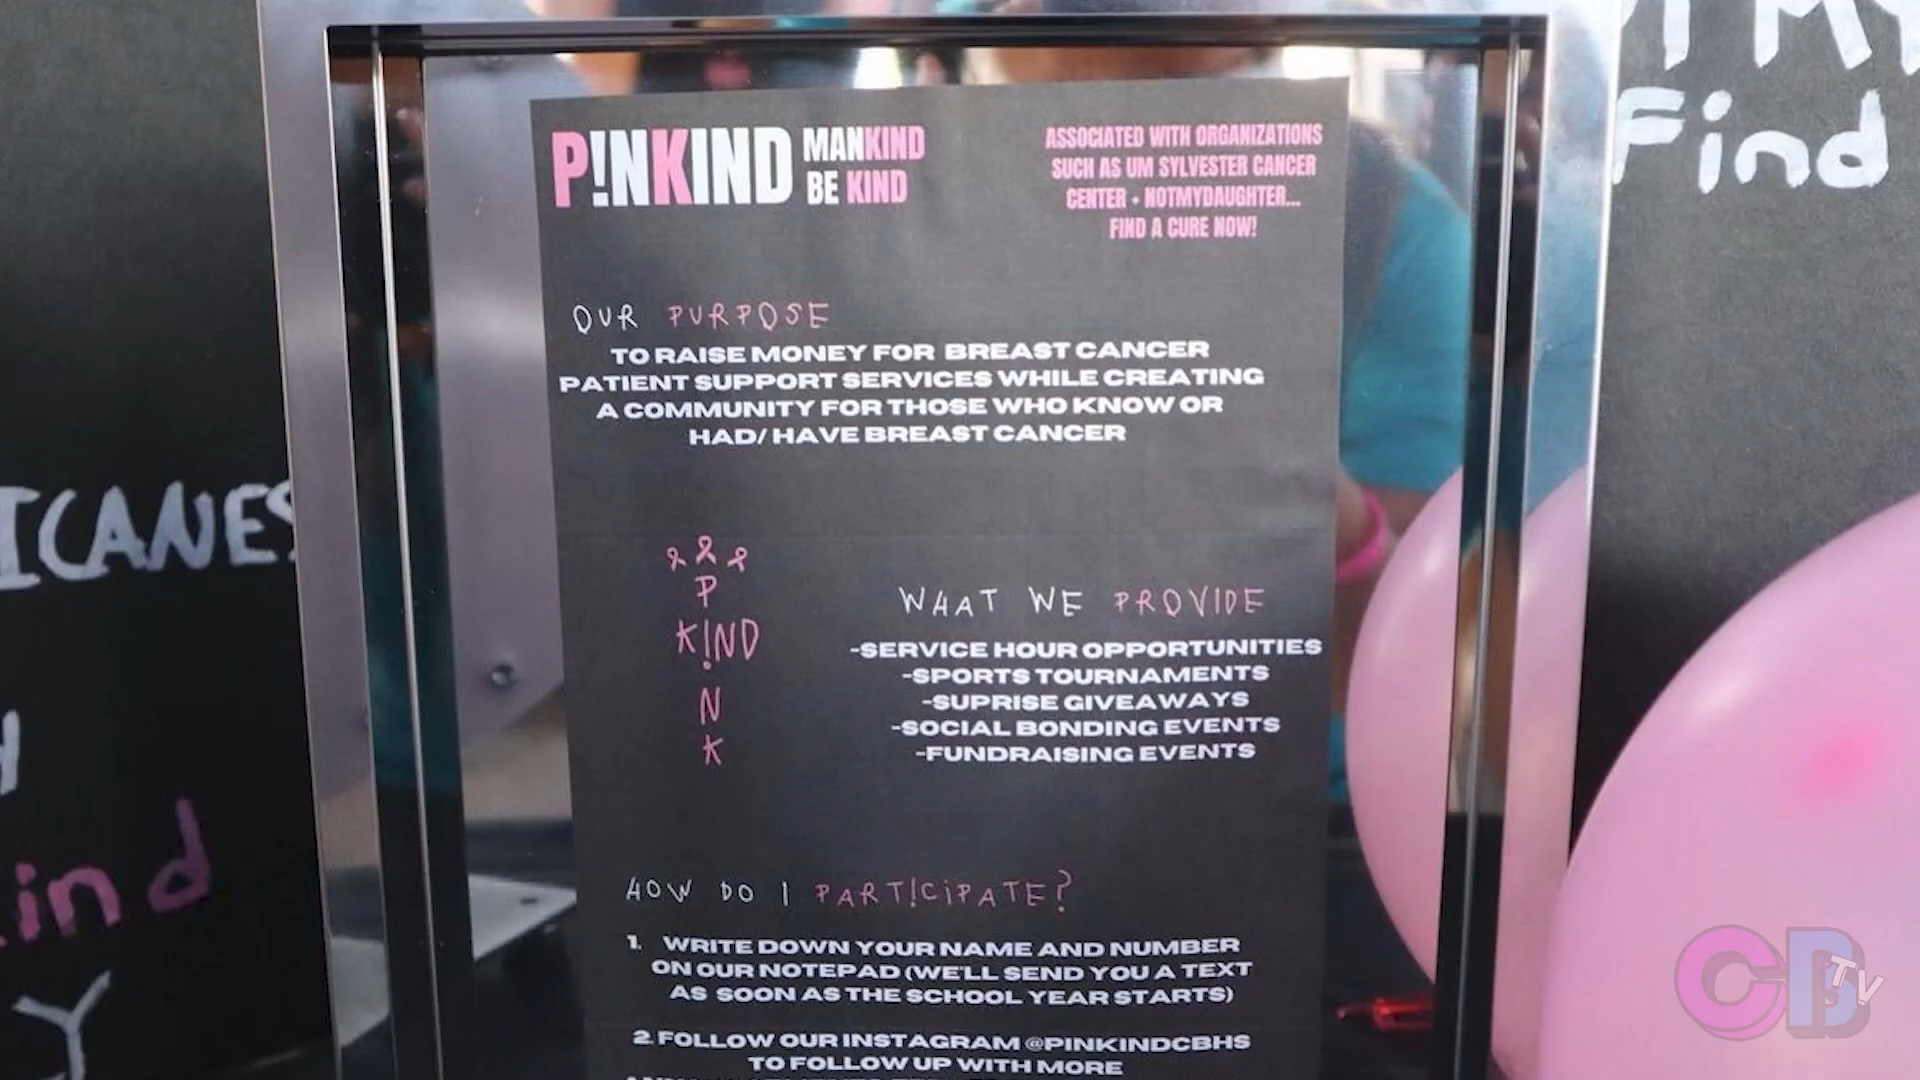 P!NKIND MANKIND
BE KIND
ASSOCIATED WITH ORGANIZATIONS
SUCH AS UM SYLVESTER CANCER
CENTER + NOTMYDAUGHTER...
FIND A CURE NOW!
Find
OUR PURPOSE
TO RAISE MONEY FOR BREAST CANCER
PATIENT SUPPORT SERVICES WHILE CREATING
A COMMUNITY FOR THOSE WHO KNOW OR
HAD/ HAVE BREAST CANCER
P
K!ND
N
K
WHAT WE PROVIDE
-SERVICE HOUR OPPORTUNITIES
-SPORTS TOURNAMENTS
-SUPRISE GIVEAWAYS
-SOCIAL BONDING EVENTS
-FUNDRAISING EVENTS
HOW DO I PART!CIPATE?
1. WRITE DOWN YOUR NAME AND NUMBER
ON OUR NOTEPAD (WE'LL SEND YOU A TEXT
AS SOON AS THE SCHOOL YEAR STARTS)
2. FOLLOW OUR INSTAGRAM @PINKINDCBHS
TO FOLLOW UP WITH MORE
CBTV